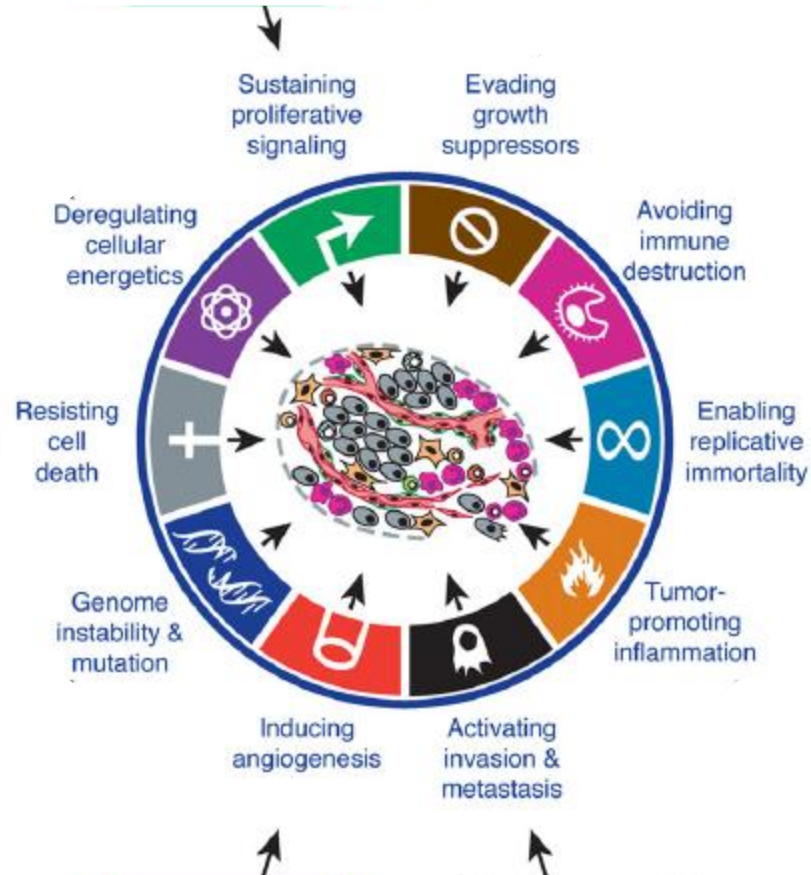 Sustaining
proliferative
signaling
Evading
growth
suppressors
Deregulating
cellular
energetics
Avoiding
immune
destruction
Resisting
cell
death
Enabling
replicative
immortality
Genome
instability &
mutation
Tumor-
promoting
inflammation
Inducing
angiogenesis
Activating
invasion &
metastasis